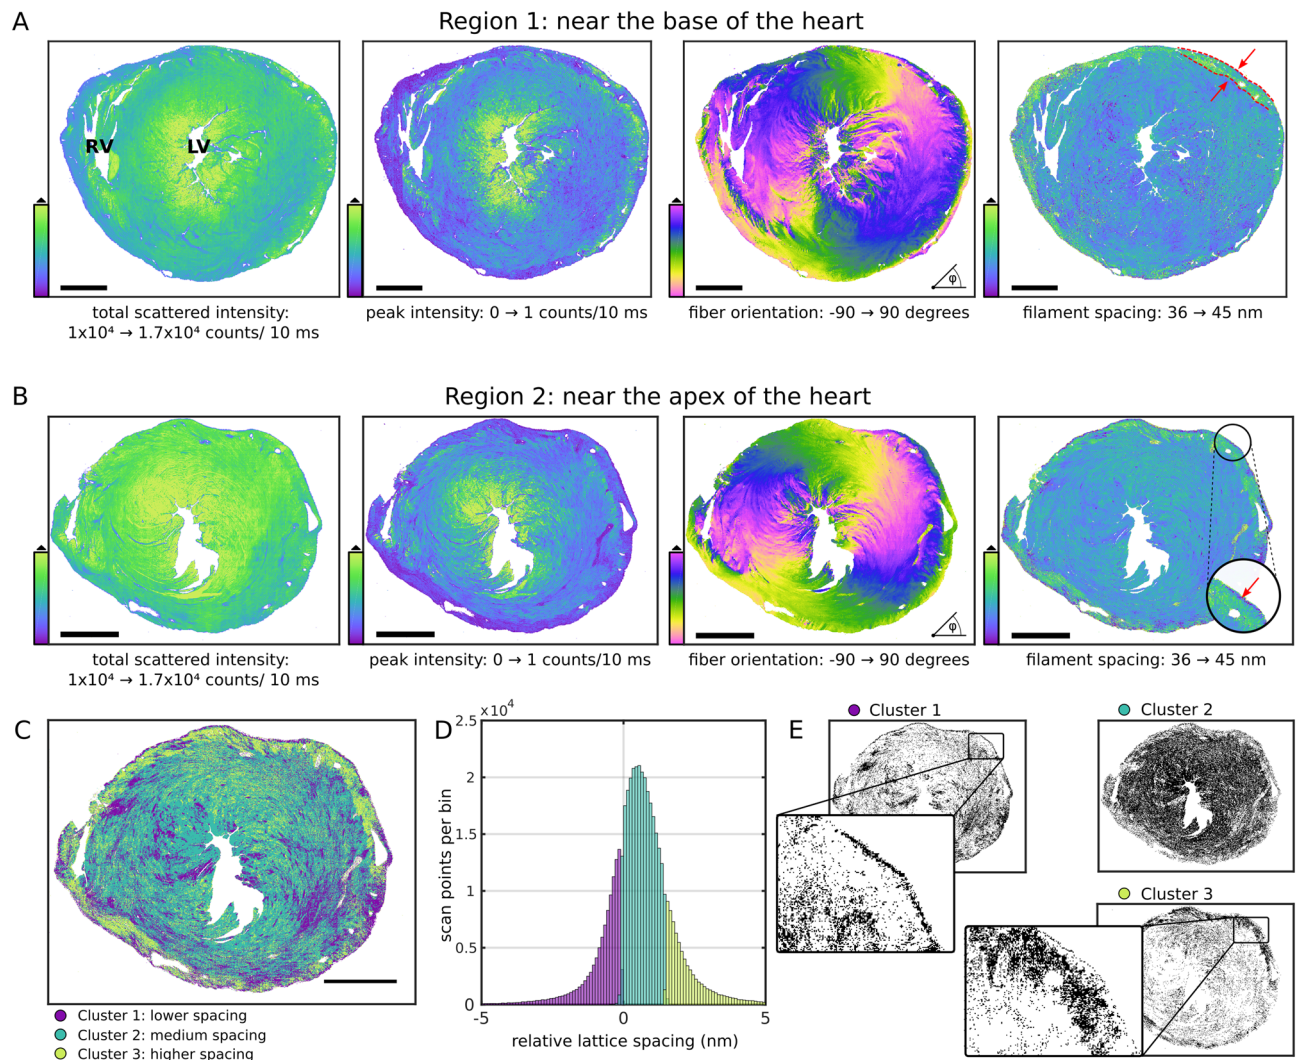 A
Region 1: near the base of the heart
RV
LV
φ
total scattered intensity:
1x10⁴ → 1.7x10⁴ counts/ 10 ms
peak intensity: 0 → 1 counts/10 ms
fiber orientation: -90 → 90 degrees
filament spacing: 36 → 45 nm
B
Region 2: near the apex of the heart
φ
total scattered intensity:
1x10⁴ → 1.7x10⁴ counts/ 10 ms
peak intensity: 0 → 1 counts/10 ms
fiber orientation: -90 → 90 degrees
filament spacing: 36 → 45 nm
C
Cluster 1: lower spacing
Cluster 2: medium spacing
Cluster 3: higher spacing
D
×10⁴
2.5
2
1.5
1
0.5
0
scan points per bin
-5
0
5
relative lattice spacing (nm)
E
Cluster 1
Cluster 2
Cluster 3